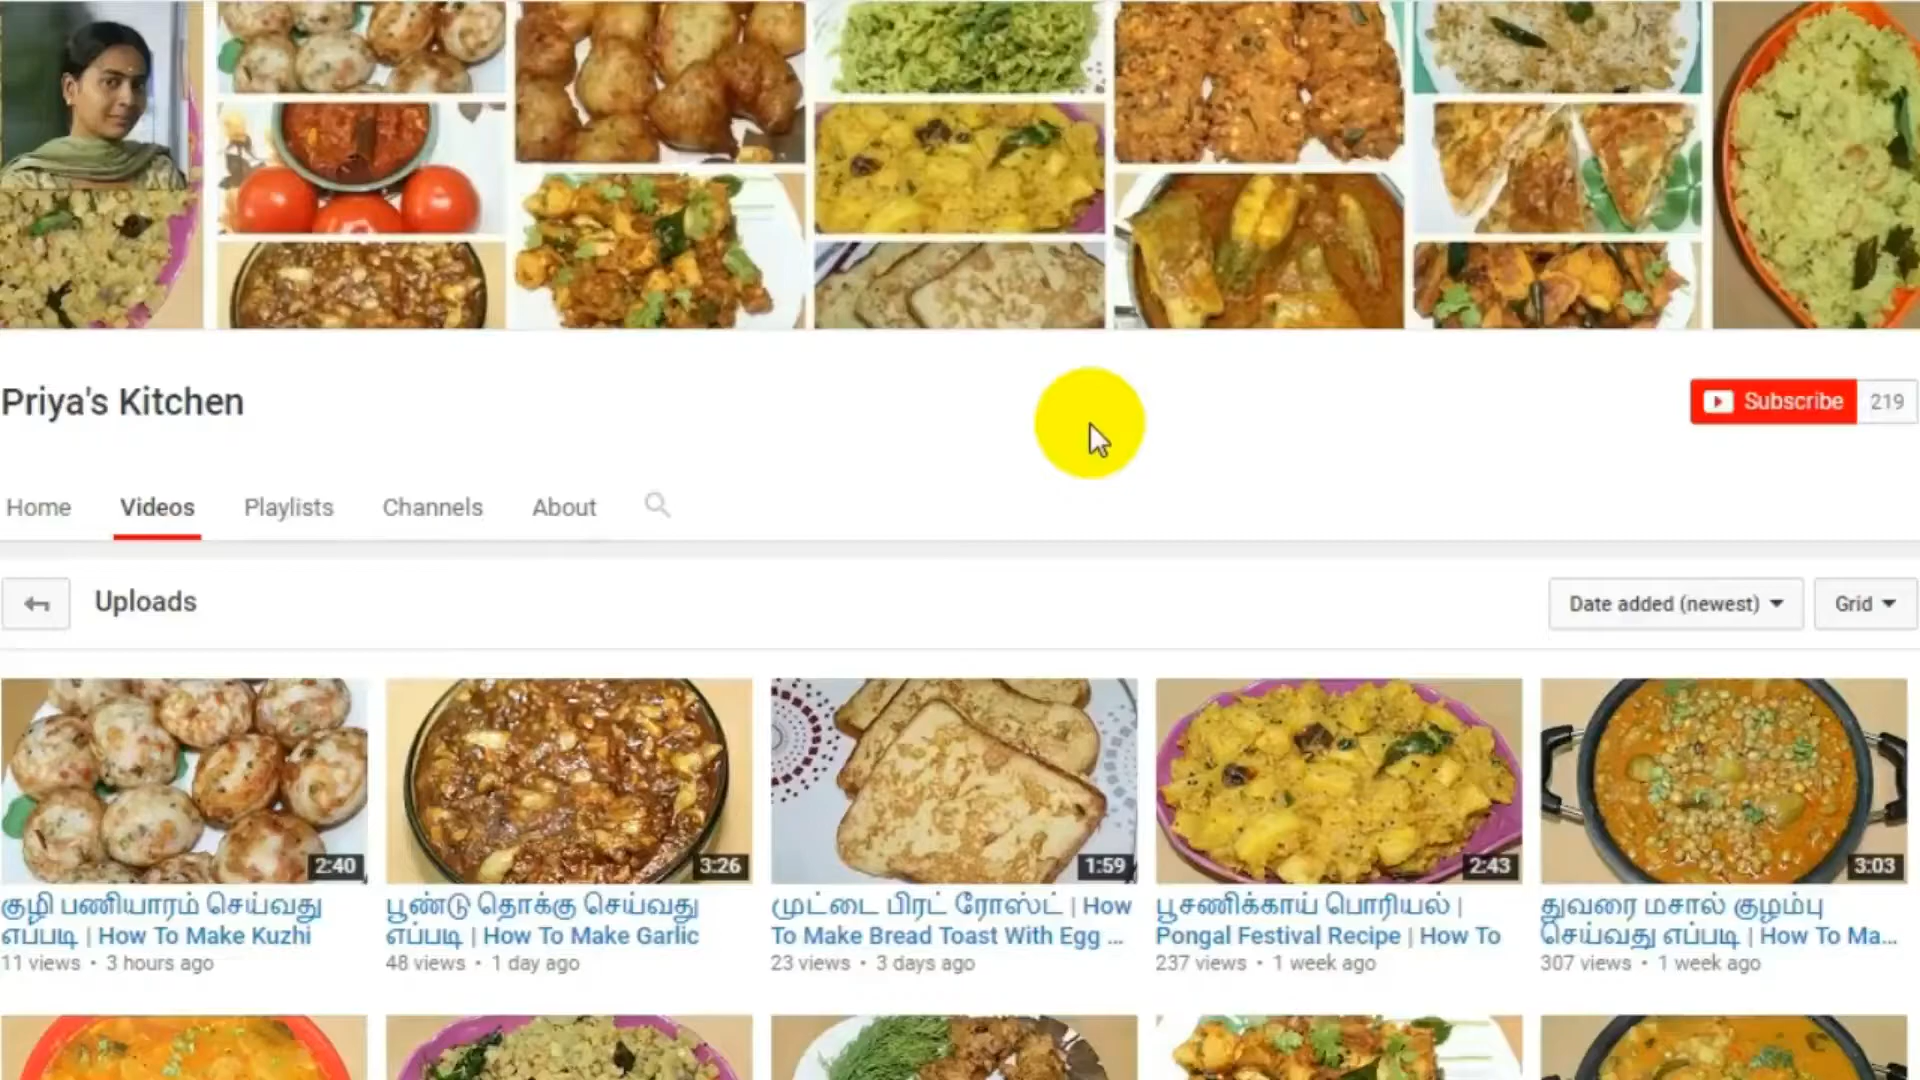 Priya's Kitchen
Subscribe 219
Home Videos Playlists Channels About
Uploads
Date added (newest) Grid
2:40 3:26 1:59 2:43 3:03
குழி பணியாரம் செய்வது
எப்படி | How To Make Kuzhi
11 views • 3 hours ago
பூண்டு தொக்கு செய்வது
எப்படி | How To Make Garlic
48 views • 1 day ago
முட்டை பிரட் ரோஸ்ட் | How
To Make Bread Toast With Egg ...
23 views • 3 days ago
பூசணிக்காய் பொரியல் |
Pongal Festival Recipe | How To
237 views • 1 week ago
துவரை மசால் குழம்பு
செய்வது எப்படி | How To Ma...
307 views • 1 week ago